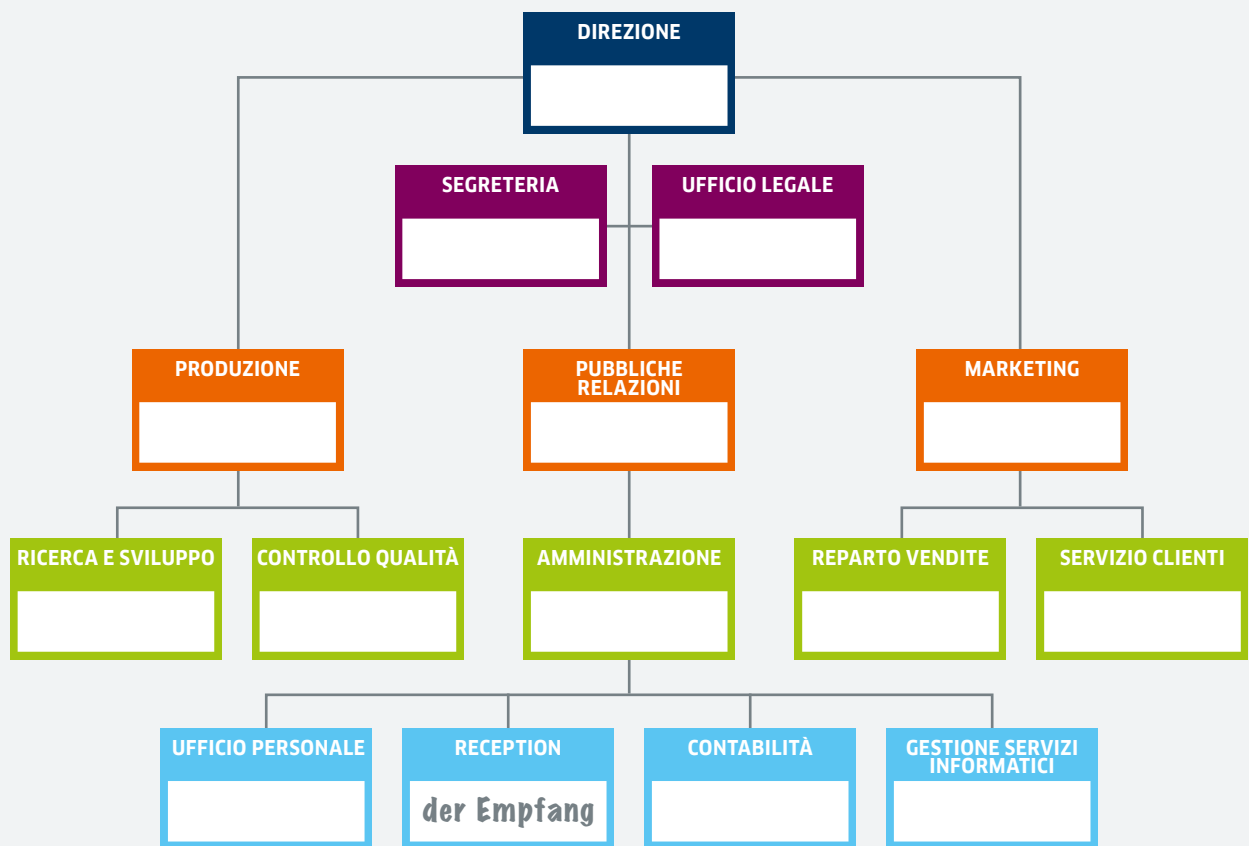 DIREZIONE
SEGRETERIA
UFFICIO LEGALE
PRODUZIONE
PUBBLICHE
RELAZIONI
MARKETING
RICERCA E SVILUPPO
CONTROLLO QUALITÀ
AMMINISTRAZIONE
REPARTO VENDITE
SERVIZIO CLIENTI
UFFICIO PERSONALE
RECEPTION
der Empfang
CONTABILITÀ
GESTIONE SERVIZI
INFORMATICI